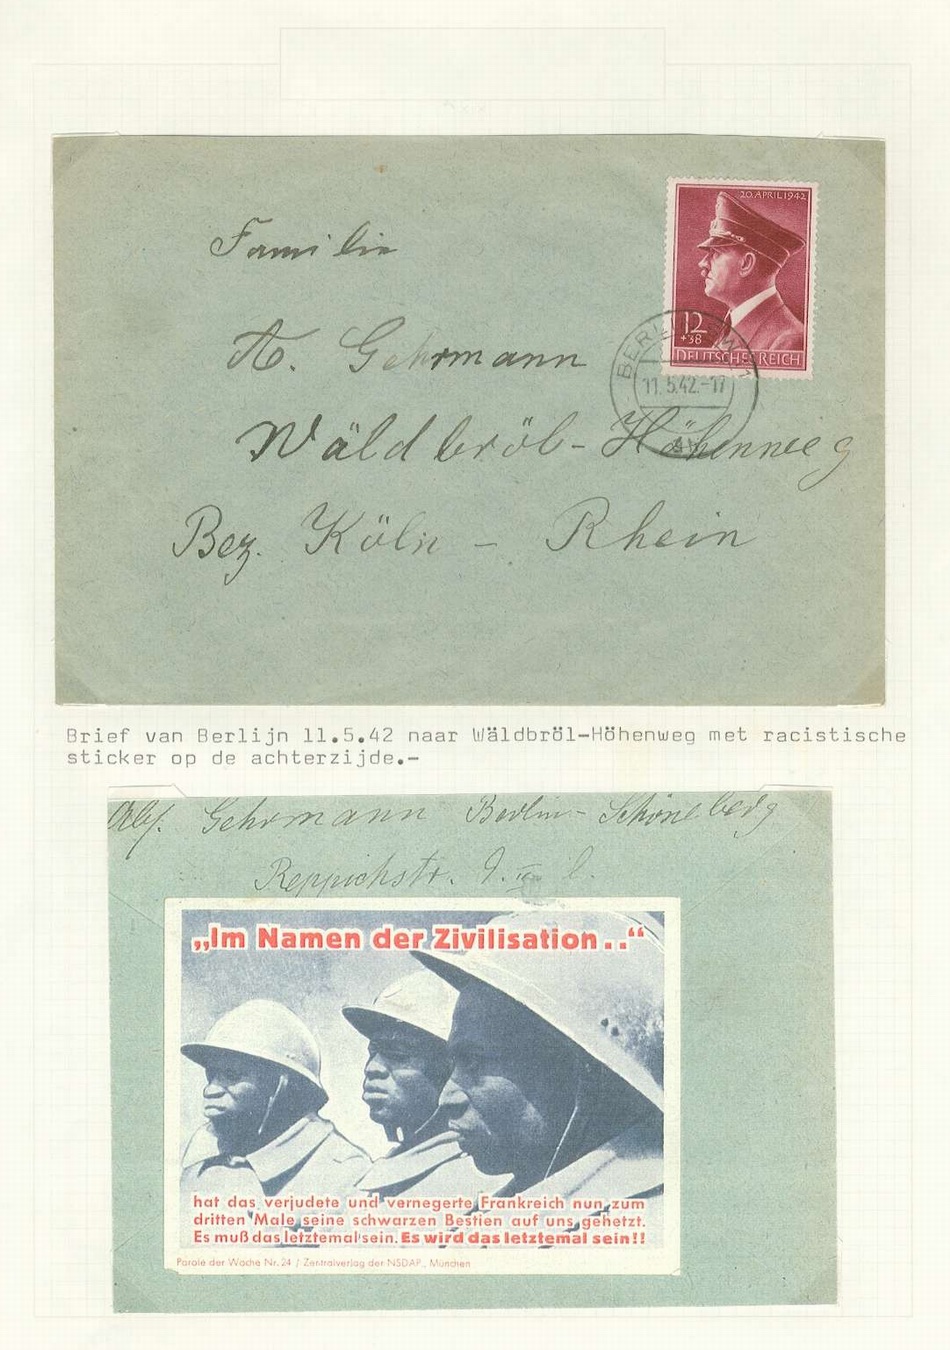 Familie
A. Gehrmann
Wäldbröl-Höhenweg
Bez. Köln - Rhein
20. APRIL 1942
12
+38
DEUTSCHES REICH
BERLIN W
11.5.42.-17
Brief van Berlijn 11.5.42 naar Wäldbröl-Höhenweg met racistische
sticker op de achterzijde.-
Gehrmann Berlin-Schöneberg
Reppichstr. 9.
„Im Namen der Zivilisation..“
hat das verjudete und vernegerte Frankreich nun zum
dritten Male seine schwarzen Bestien auf uns gehetzt.
Es muß das letztemal sein. Es wird das letztemal sein!!
Parole der Woche Nr. 24 / Zentralverlag der NSDAP., München